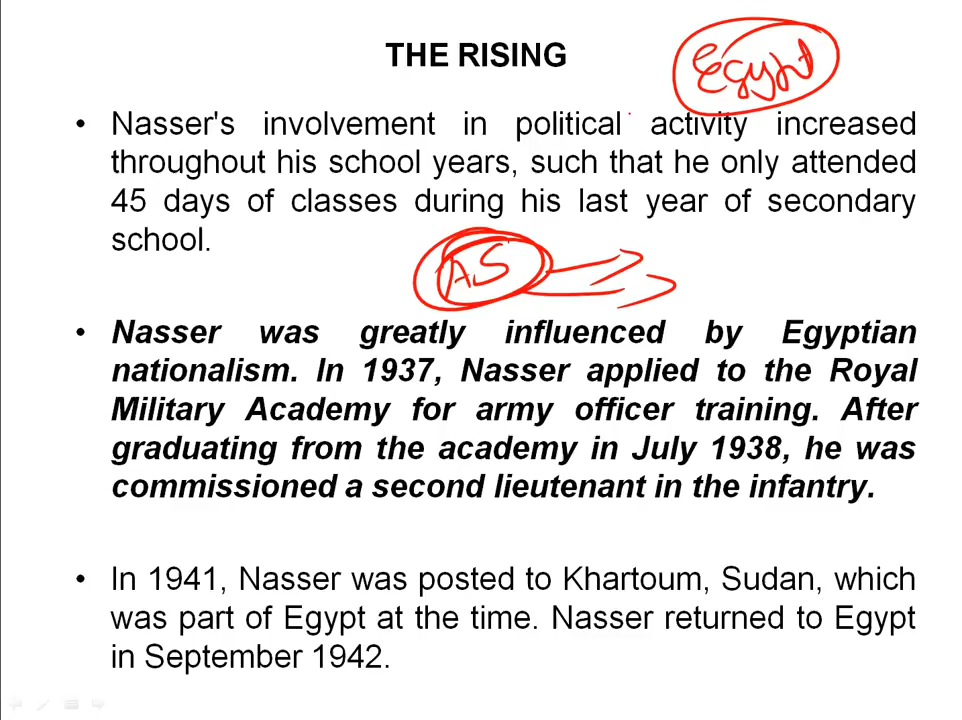 THE RISING
Egypt
• Nasser's involvement in political activity increased
throughout his school years, such that he only attended
45 days of classes during his last year of secondary
school.
AS
• Nasser was greatly influenced by Egyptian
nationalism. In 1937, Nasser applied to the Royal
Military Academy for army officer training. After
graduating from the academy in July 1938, he was
commissioned a second lieutenant in the infantry.
• In 1941, Nasser was posted to Khartoum, Sudan, which
was part of Egypt at the time. Nasser returned to Egypt
in September 1942.